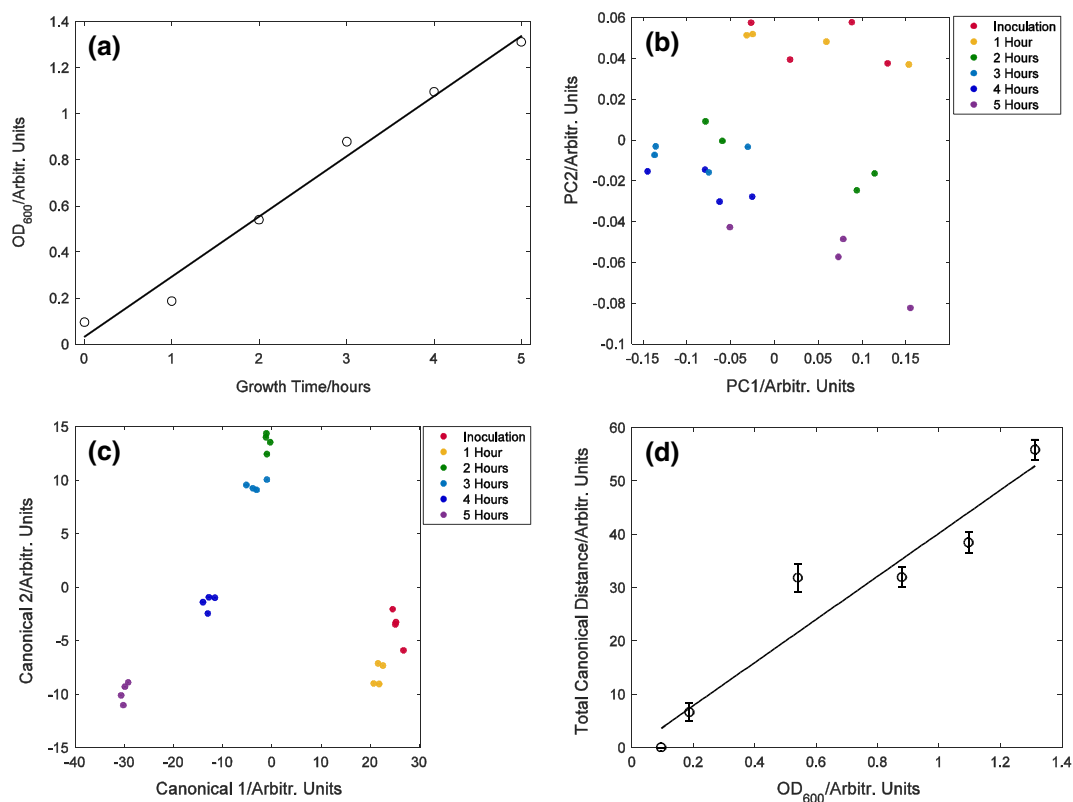 (a)
OD600/Arbitr. Units
1.4
1.2
1
0.8
0.6
0.4
0.2
0
0 1 2 3 4 5
Growth Time/hours
(b)
PC2/Arbitr. Units
0.06
0.04
0.02
0
-0.02
-0.04
-0.06
-0.08
-0.1
-0.15 -0.1 -0.05 0 0.05 0.1 0.15
PC1/Arbitr. Units
Inoculation
1 Hour
2 Hours
3 Hours
4 Hours
5 Hours
(c)
Canonical 2/Arbitr. Units
15
10
5
0
-5
-10
-15
-40 -30 -20 -10 0 10 20 30
Canonical 1/Arbitr. Units
Inoculation
1 Hour
2 Hours
3 Hours
4 Hours
5 Hours
(d)
Total Canonical Distance/Arbitr. Units
60
50
40
30
20
10
0
0 0.2 0.4 0.6 0.8 1 1.2 1.4
OD600/Arbitr. Units